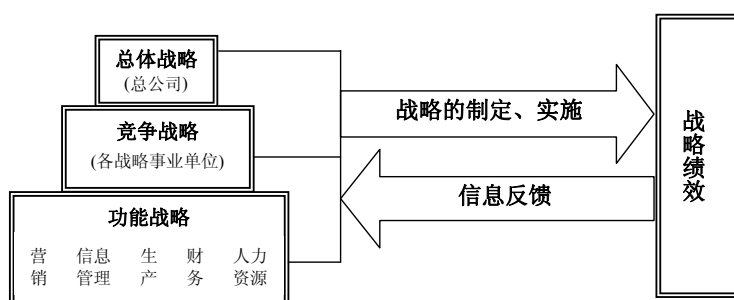 总体战略
(总公司)
竞争战略
(各战略事业单位)
功能战略
营 信息 生 财 人力
销 管理 产 务 资源
战略的制定、实施
信息反馈
战略绩效